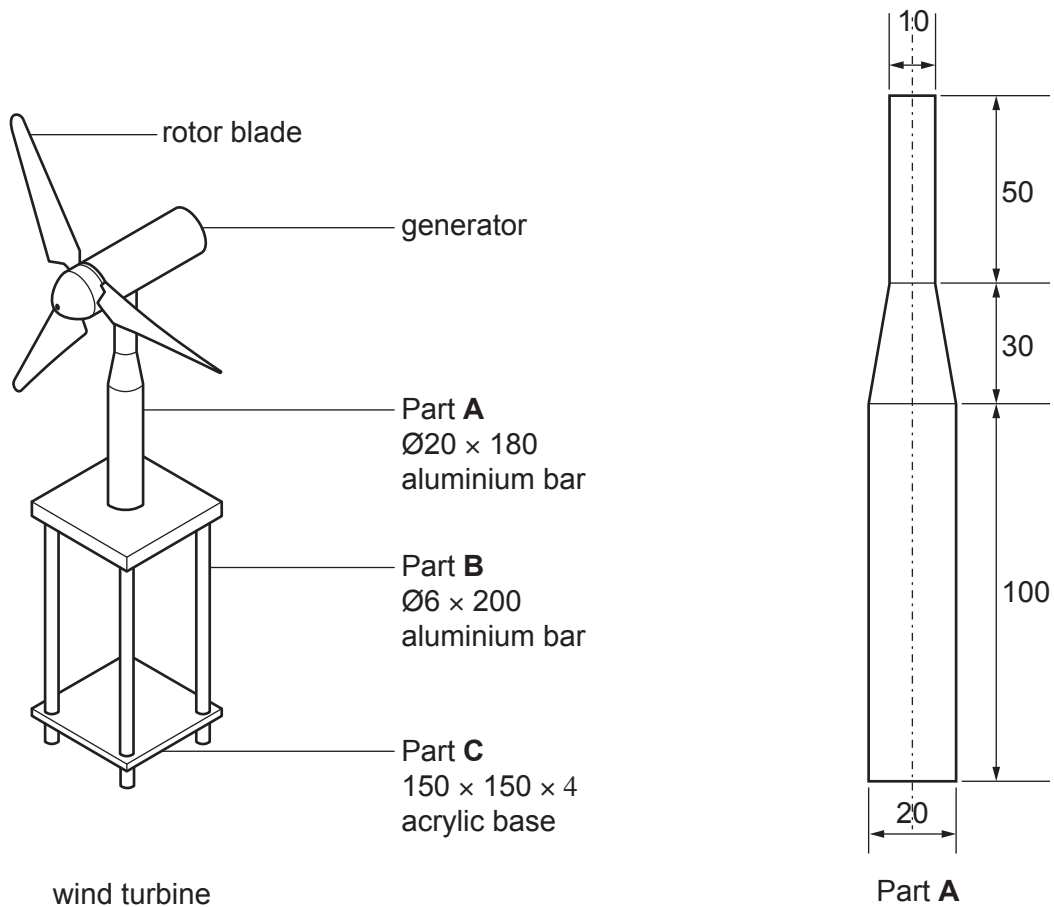 rotor blade
generator
Part A
Ø20 × 180
aluminium bar
Part B
Ø6 × 200
aluminium bar
Part C
150 × 150 × 4
acrylic base
wind turbine
10
50
30
100
20
Part A